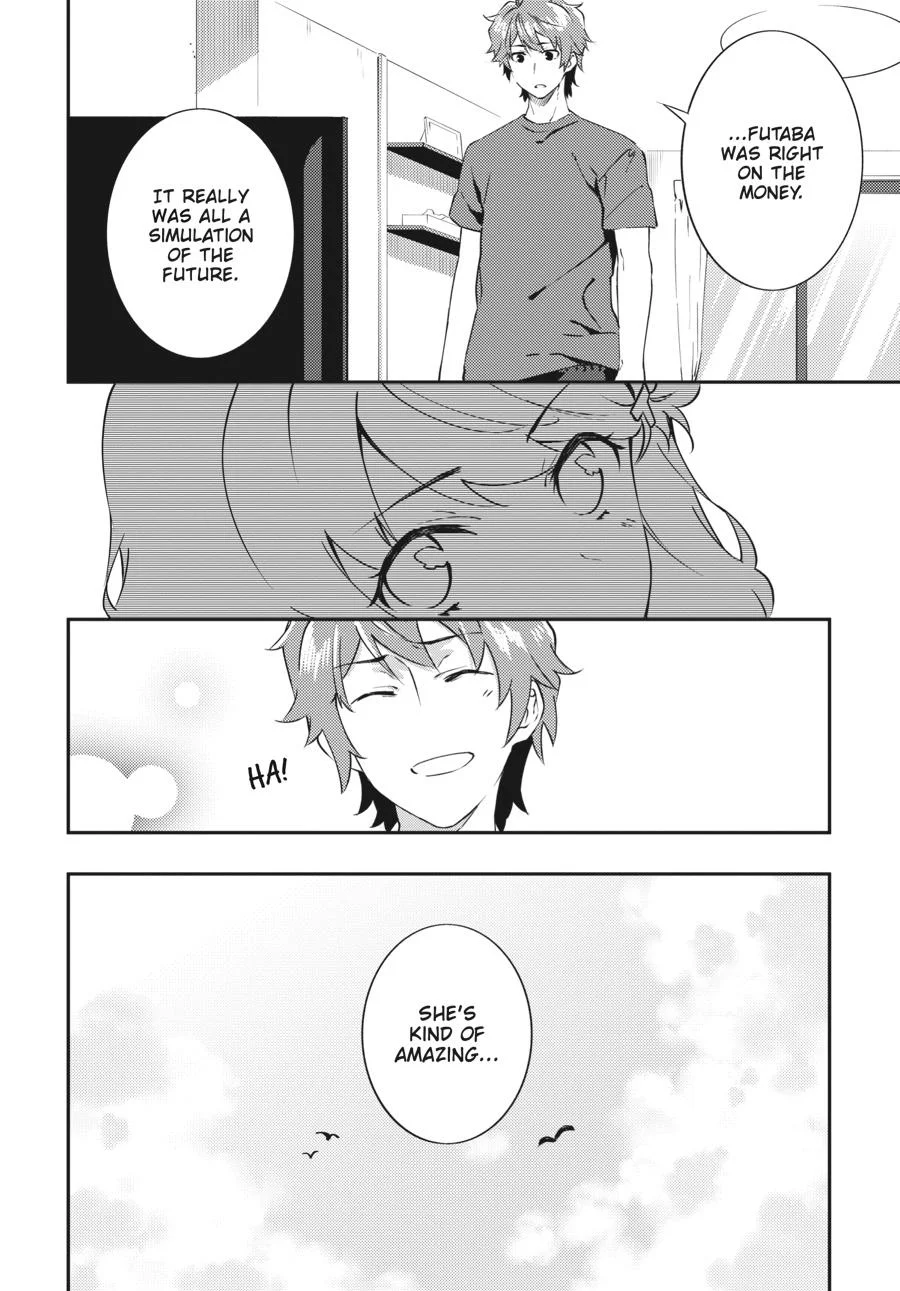 ...FUTABA
WAS RIGHT
ON THE
MONEY.
IT REALLY
WAS ALL A
SIMULATION
OF THE
FUTURE.
HA!
SHE'S
KIND OF
AMAZING...